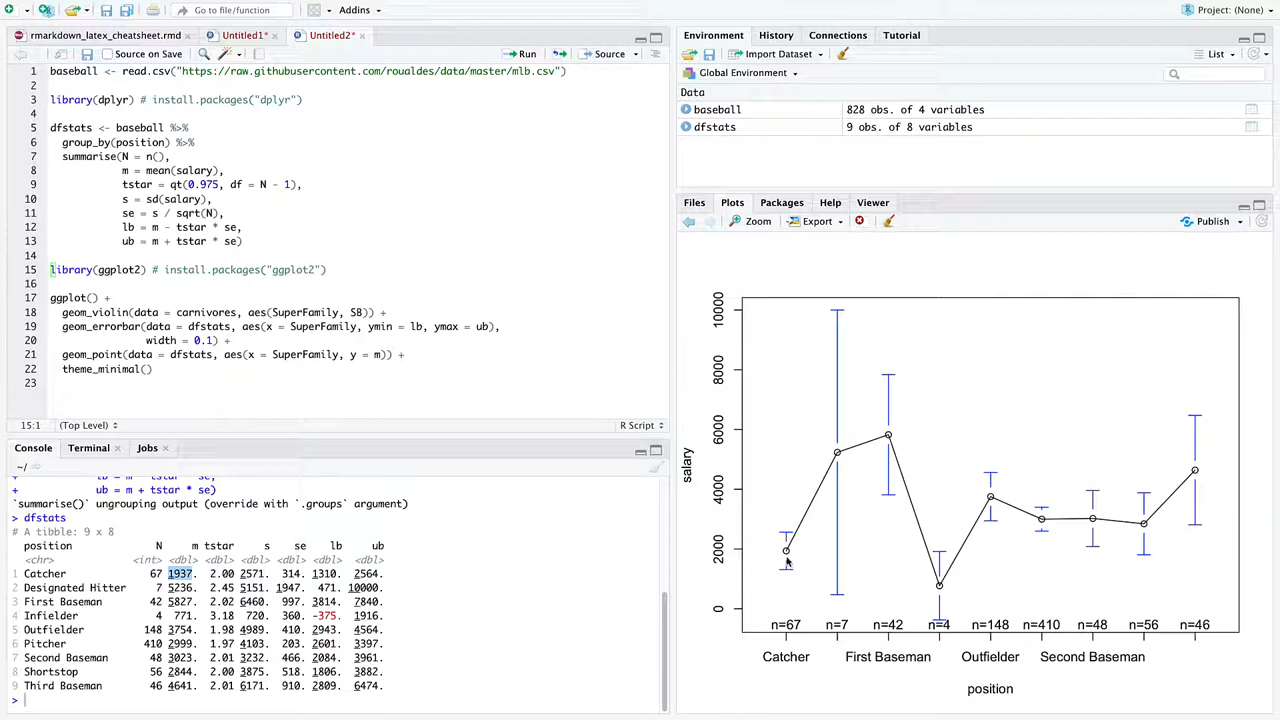 Go to file/function
Addins
Project: (None)
rmarkdown_latex_cheatsheet.rmd
Untitled1*
Untitled2*
Source on Save
Run
Source
1 baseball <- read.csv("https://raw.githubusercontent.com/roualdes/data/master/mlb.csv")
2
3 library(dplyr) # install.packages("dplyr")
4
5 dfstats <- baseball %>%
6 group_by(position) %>%
7 summarise(N = n(),
8 m = mean(salary),
9 tstar = qt(0.975, df = N - 1),
10 s = sd(salary),
11 se = s / sqrt(N),
12 lb = m - tstar * se,
13 ub = m + tstar * se)
14
15 library(ggplot2) # install.packages("ggplot2")
16
17 ggplot() +
18 geom_violin(data = carnivores, aes(SuperFamily, SB)) +
19 geom_errorbar(data = dfstats, aes(x = SuperFamily, ymin = lb, ymax = ub),
20 width = 0.1) +
21 geom_point(data = dfstats, aes(x = SuperFamily, y = m)) +
22 theme_minimal()
23
15:1
(Top Level)
R Script
Console
Terminal
Jobs
~/
+ lb = m - tstar * se,
+ ub = m + tstar * se)
`summarise()` ungrouping output (override with `.groups` argument)
> dfstats
# A tibble: 9 x 8
position N m tstar s se lb ub
<chr> <int> <dbl> <dbl> <dbl> <dbl> <dbl> <dbl>
1 Catcher 67 1937. 2.00 2571. 314. 1310. 2564.
2 Designated Hitter 7 5236. 2.45 5151. 1947. 471. 10000.
3 First Baseman 42 5827. 2.02 6460. 997. 3814. 7840.
4 Infielder 4 771. 3.18 720. 360. -375. 1916.
5 Outfielder 148 3754. 1.98 4989. 410. 2943. 4564.
6 Pitcher 410 2999. 1.97 4103. 203. 2601. 3397.
7 Second Baseman 48 3023. 2.01 3232. 466. 2084. 3961.
8 Shortstop 56 2844. 2.00 3875. 518. 1806. 3882.
9 Third Baseman 46 4641. 2.01 6171. 910. 2809. 6474.
>
Environment
History
Connections
Tutorial
Import Dataset
List
Global Environment
Data
baseball 828 obs. of 4 variables
dfstats 9 obs. of 8 variables
Files
Plots
Packages
Help
Viewer
Zoom
Export
Publish
10000
8000
6000
4000
2000
0
salary
n=67 n=7 n=42 n=4 n=148 n=410 n=48 n=56 n=46
Catcher First Baseman Outfielder Second Baseman
position